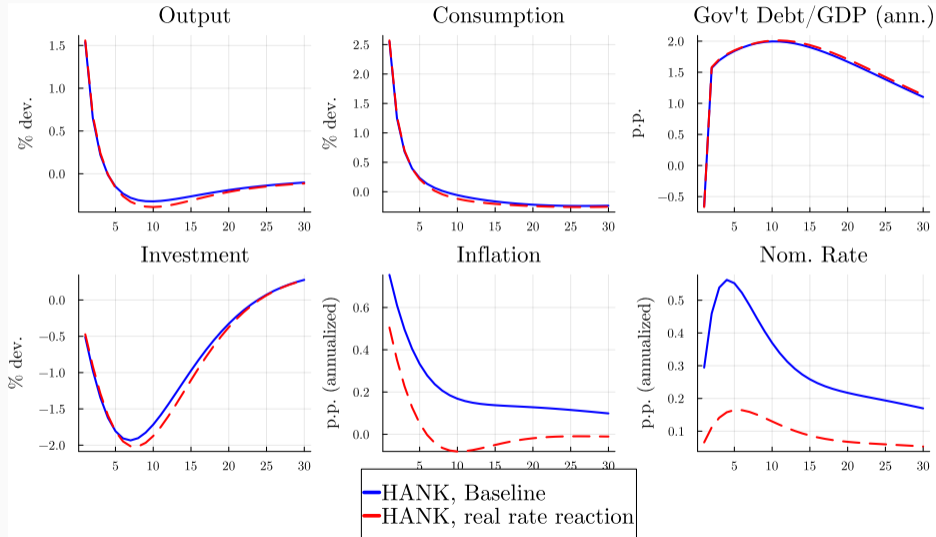 Output
% dev.
1.5
1.0
0.5
0.0
5 10 15 20 25 30
Consumption
% dev.
2.5
2.0
1.5
1.0
0.5
0.0
5 10 15 20 25 30
Gov't Debt/GDP (ann.)
p.p.
2.0
1.5
1.0
0.5
0.0
−0.5
5 10 15 20 25 30
Investment
% dev.
0.0
−0.5
−1.0
−1.5
−2.0
5 10 15 20 25 30
Inflation
p.p. (annualized)
0.6
0.4
0.2
0.0
5 10 15 20 25 30
Nom. Rate
p.p. (annualized)
0.5
0.4
0.3
0.2
0.1
5 10 15 20 25 30
HANK, Baseline
HANK, real rate reaction